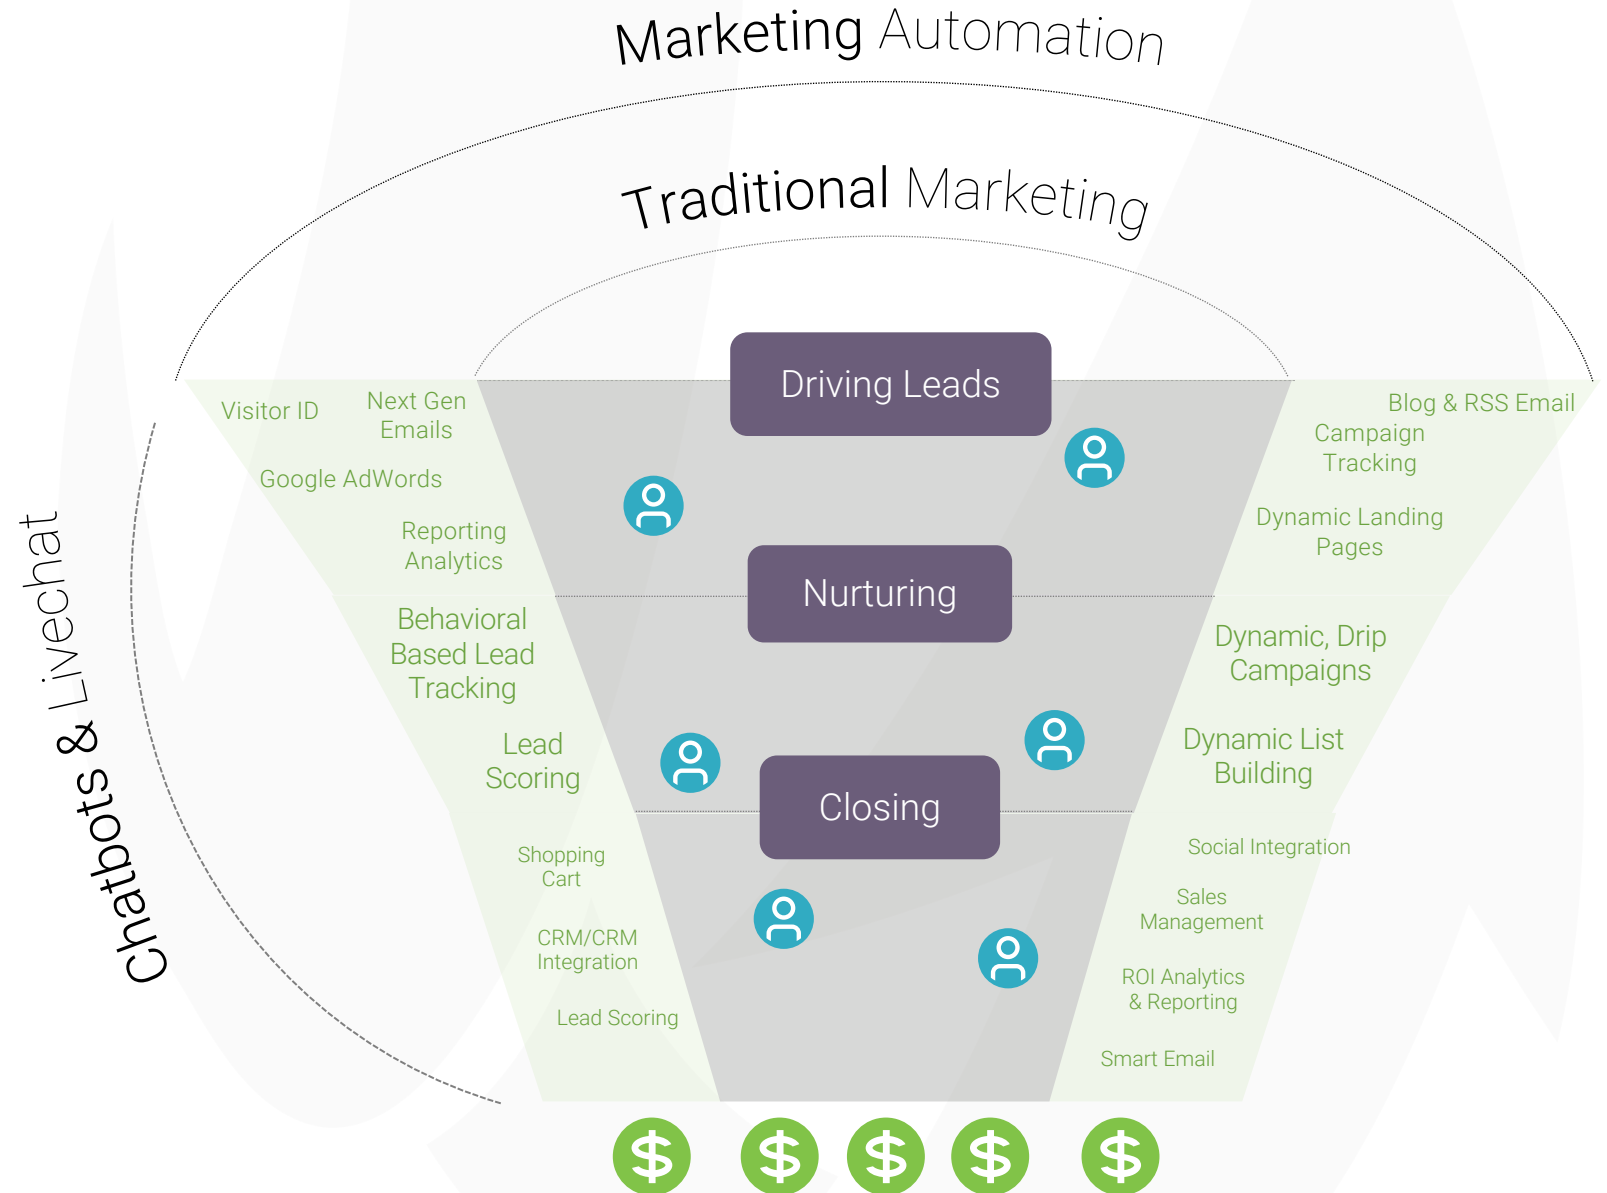 Marketing Automation
Traditional Marketing
Chatbots & Livechat
Driving Leads
Visitor ID
Next Gen
Emails
Google AdWords
Reporting
Analytics
Blog & RSS Email
Campaign
Tracking
Dynamic Landing
Pages
Nurturing
Behavioral
Based Lead
Tracking
Lead
Scoring
Dynamic, Drip
Campaigns
Dynamic List
Building
Closing
Shopping
Cart
CRM/CRM
Integration
Lead Scoring
Social Integration
Sales
Management
ROI Analytics
& Reporting
Smart Email
$ $ $ $ $